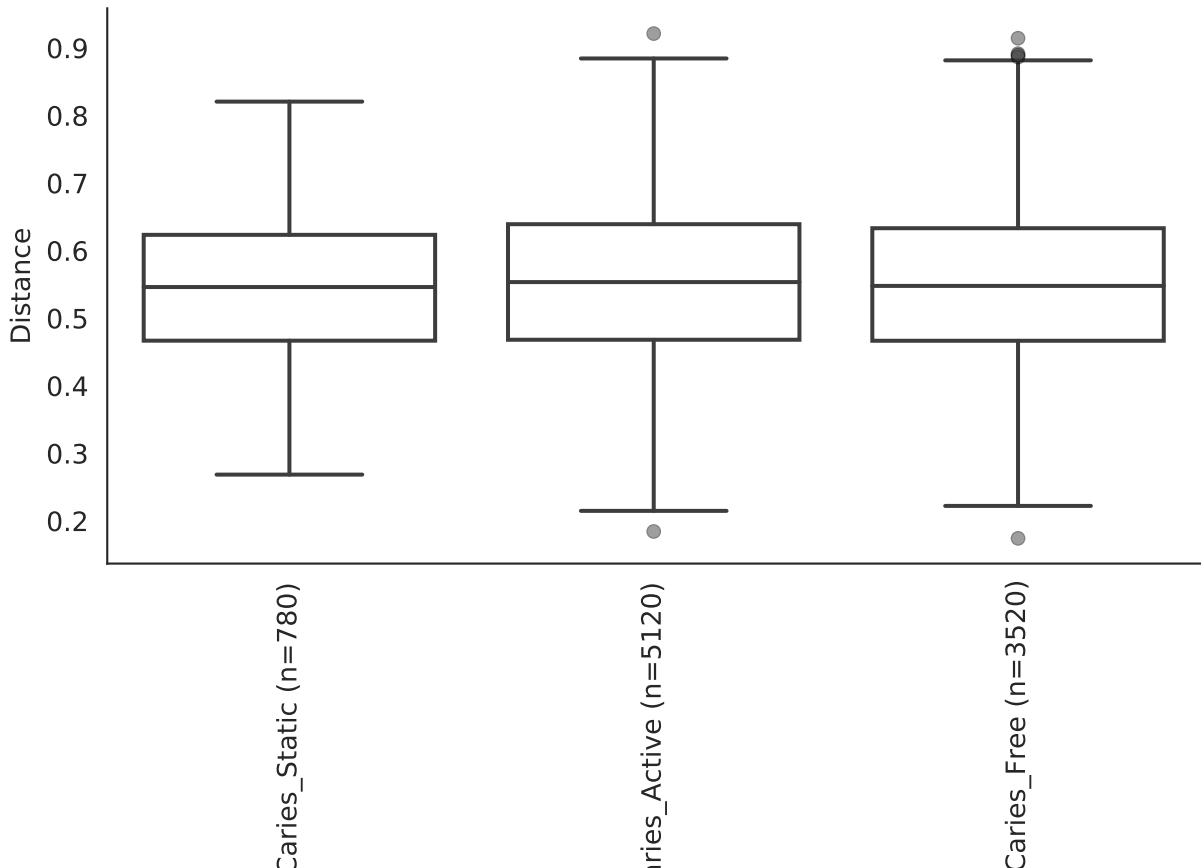 0.9
0.8
0.7
0.6
0.5
0.4
0.3
0.2
Distance
Caries_Static (n=780)
aries_Active (n=5120)
Caries_Free (n=3520)